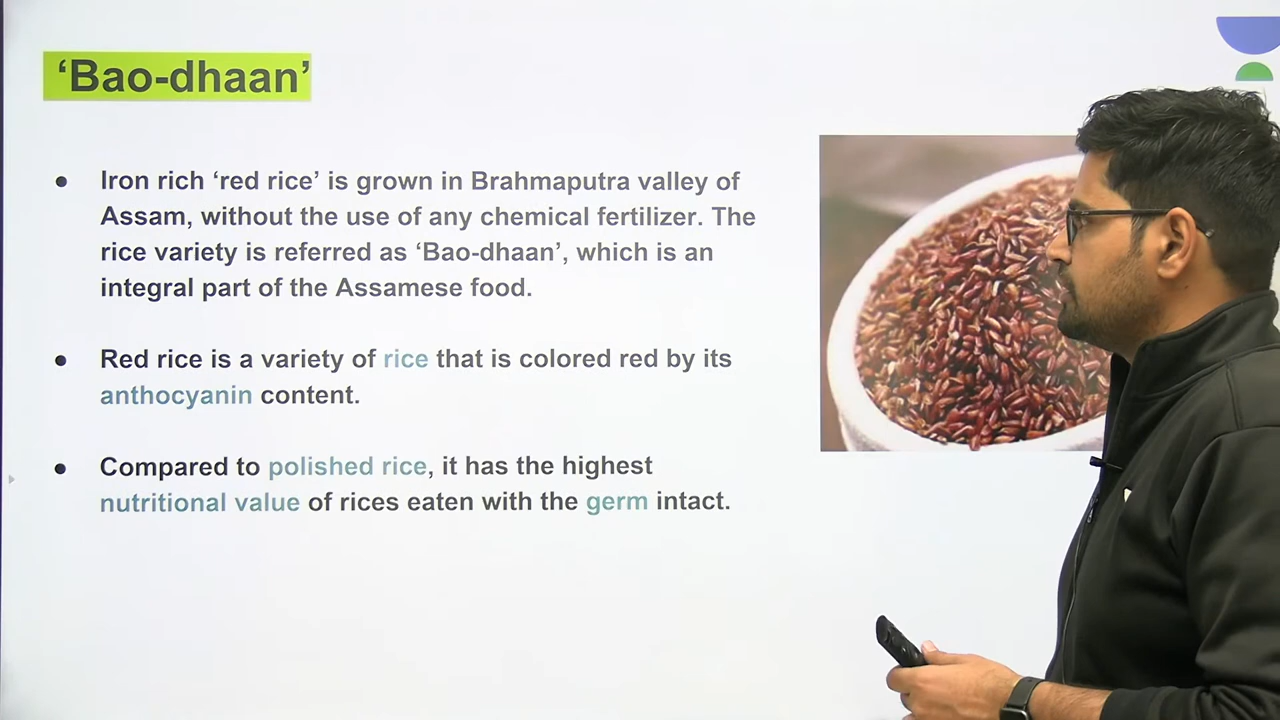 ‘Bao-dhaan’
● Iron rich ‘red rice’ is grown in Brahmaputra valley of
Assam, without the use of any chemical fertilizer. The
rice variety is referred as ‘Bao-dhaan’, which is an
integral part of the Assamese food.
● Red rice is a variety of rice that is colored red by its
anthocyanin content.
● Compared to polished rice, it has the highest
nutritional value of rices eaten with the germ intact.